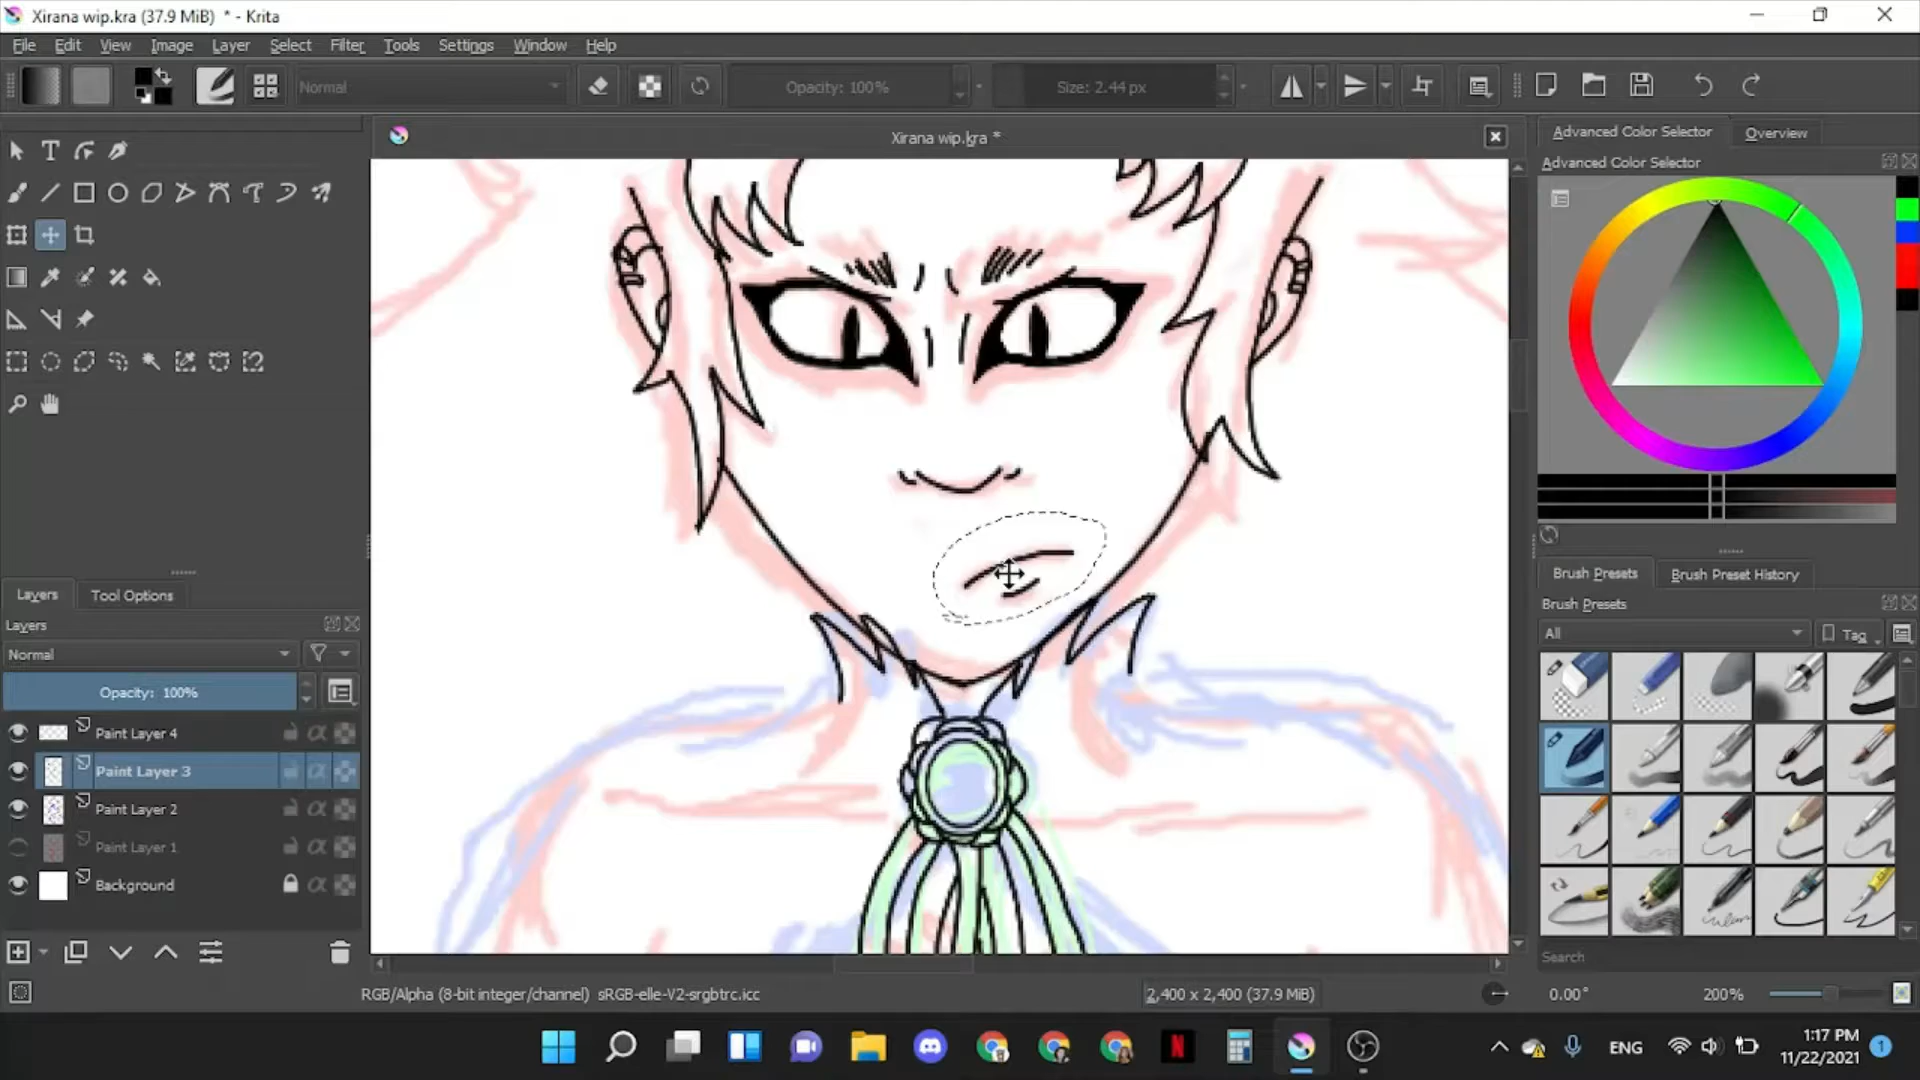 Xirana wip.kra (37.9 MiB) * - Krita
File Edit View Image Layer Select Filter Tools Settings Window Help
Normal
Opacity: 100%
Size: 2.44 px
Xirana wip.kra *
Advanced Color Selector
Overview
Advanced Color Selector
Layers
Tool Options
Layers
Normal
Opacity: 100%
Paint Layer 4
Paint Layer 3
Paint Layer 2
Paint Layer 1
Background
Brush Presets
Brush Preset History
Brush Presets
All
Tag
Search
RGB/Alpha (8-bit integer/channel) sRGB-elle-V2-srgbtrc.icc
2,400 x 2,400 (37.9 MiB)
0.00°
200%
N
ENG
1:17 PM
11/22/2021
1